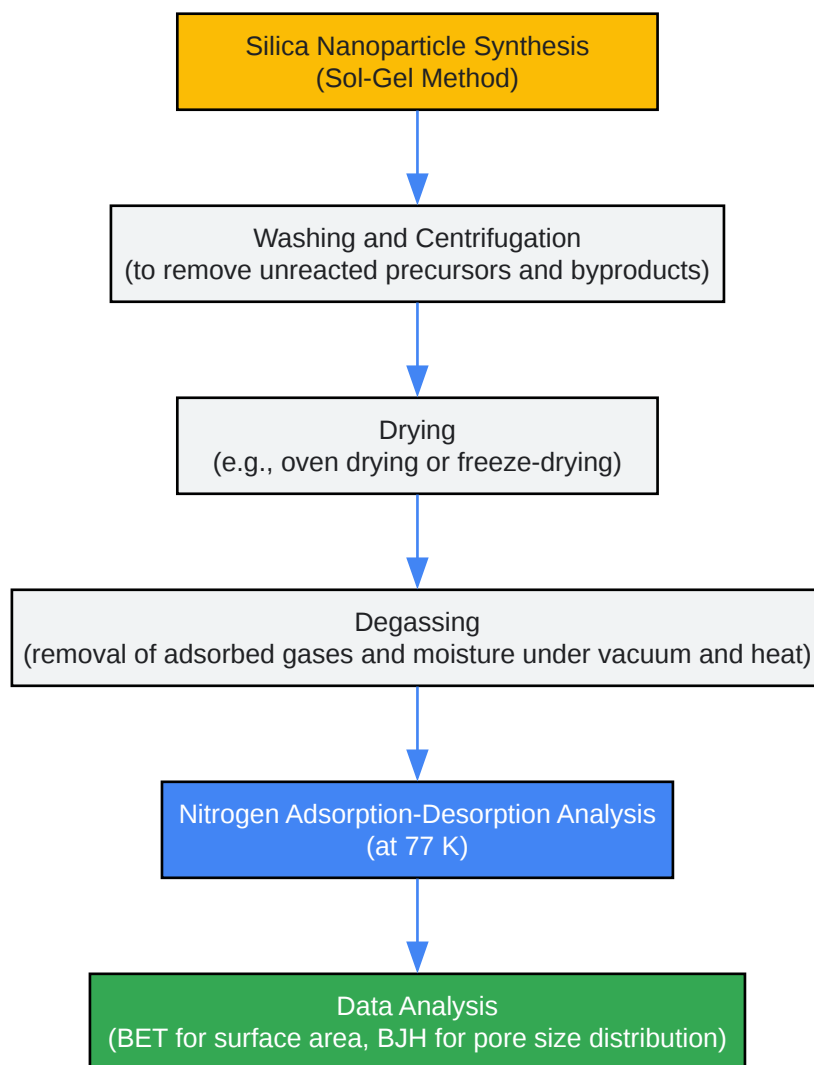 Silica Nanoparticle Synthesis
(Sol-Gel Method)
Washing and Centrifugation
(to remove unreacted precursors and byproducts)
Drying
(e.g., oven drying or freeze-drying)
Degassing
(removal of adsorbed gases and moisture under vacuum and heat)
Nitrogen Adsorption-Desorption Analysis
(at 77 K)
Data Analysis
(BET for surface area, BJH for pore size distribution)